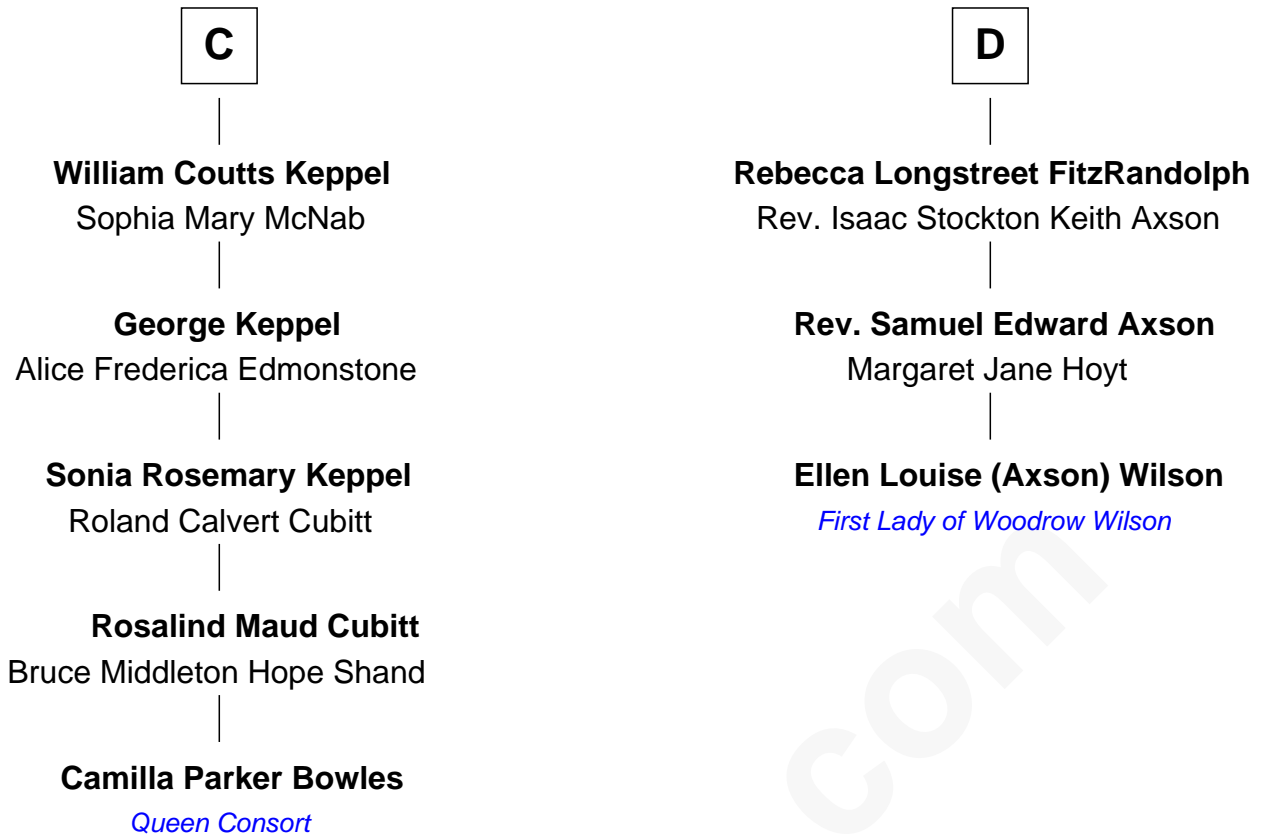 C
William Coutts Keppel
Sophia Mary McNab
George Keppel
Alice Frederica Edmonstone
Sonia Rosemary Keppel
Roland Calvert Cubitt
Rosalind Maud Cubitt
Bruce Middleton Hope Shand
Camilla Parker Bowles
Queen Consort
D
Rebecca Longstreet FitzRandolph
Rev. Isaac Stockton Keith Axson
Rev. Samuel Edward Axson
Margaret Jane Hoyt
Ellen Louise (Axson) Wilson
First Lady of Woodrow Wilson
com